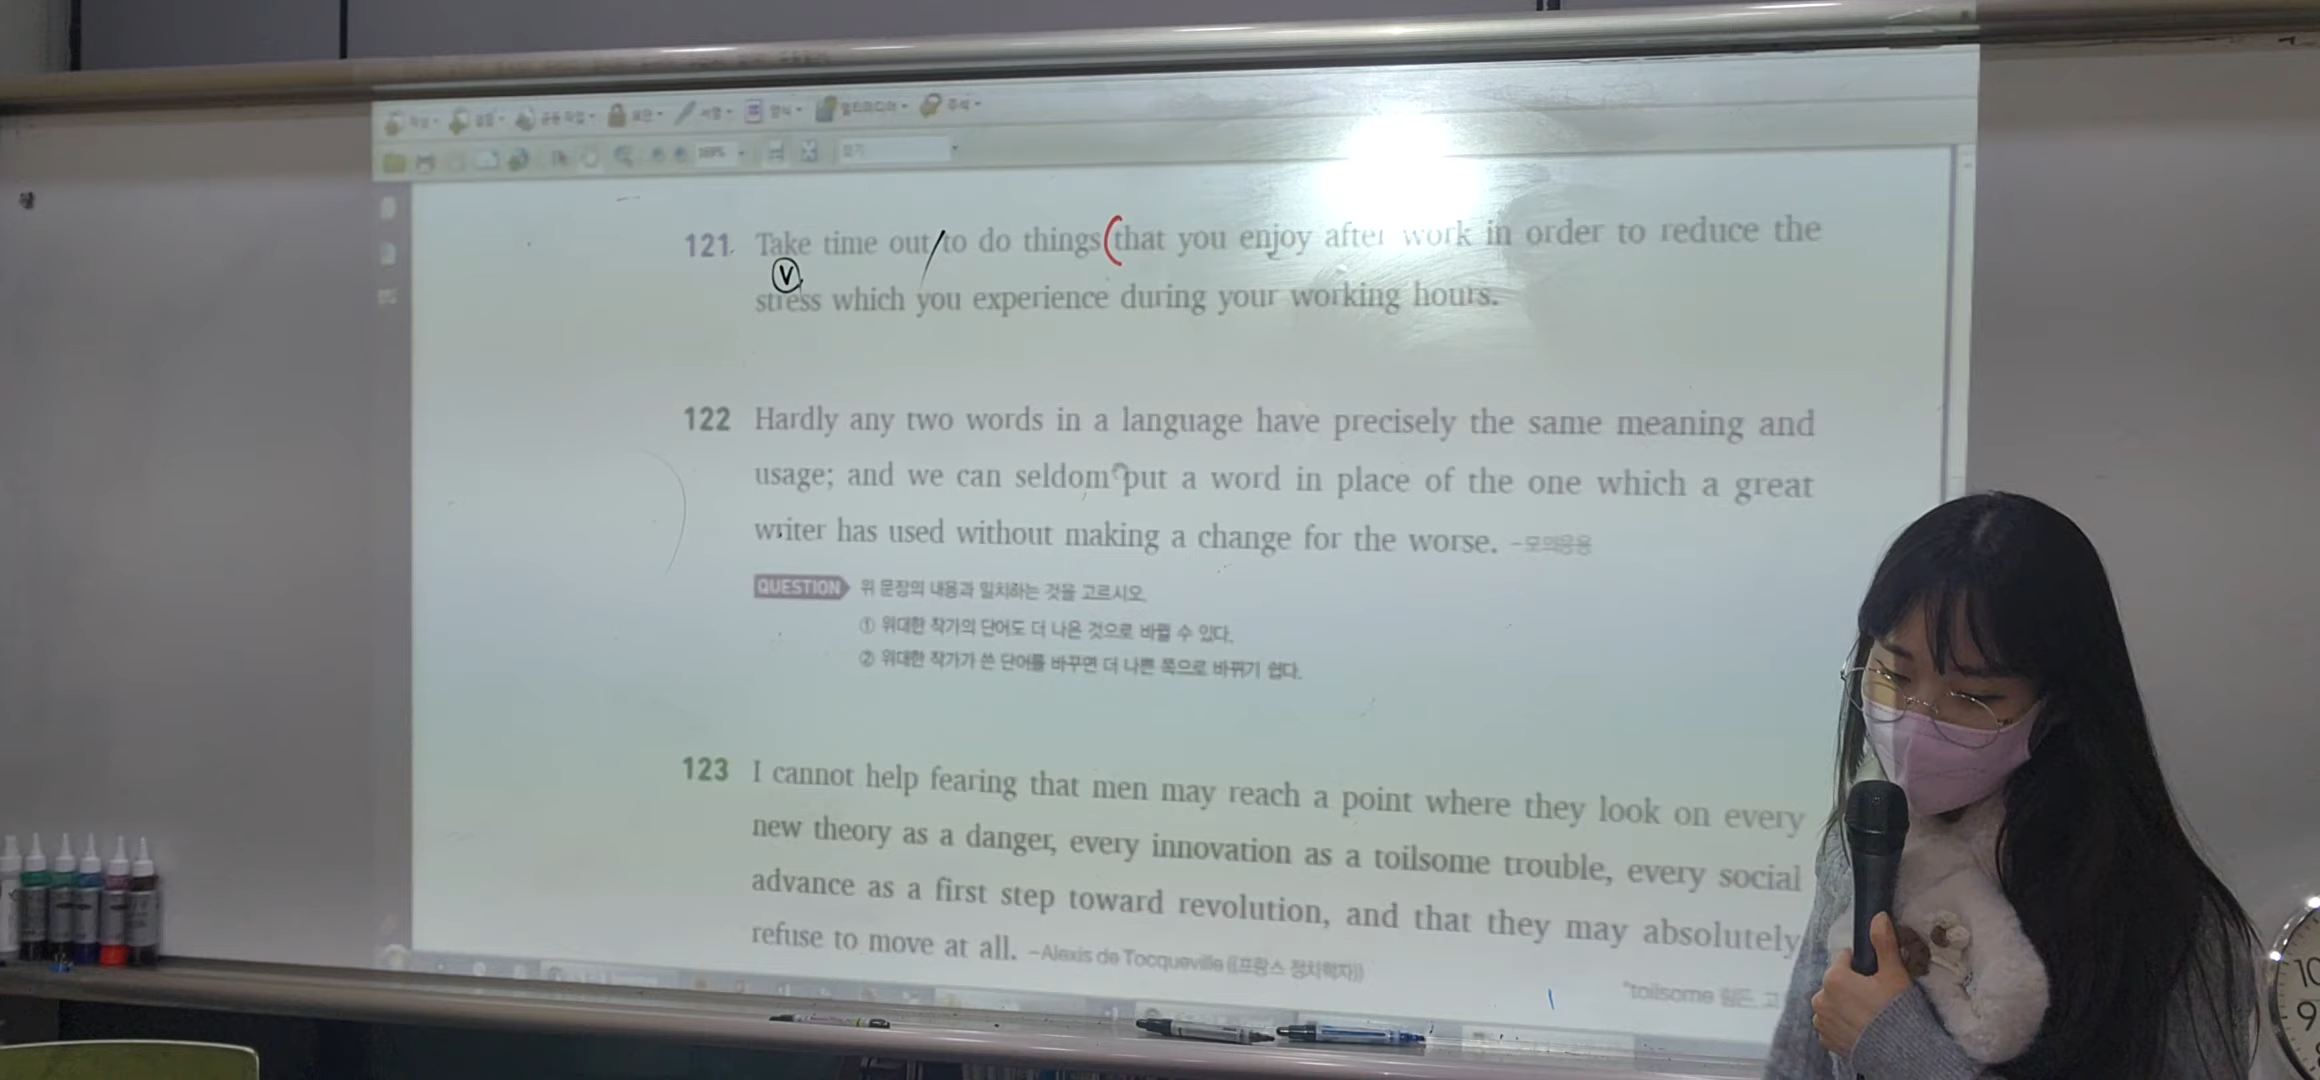 169%
찾기
121. Take time out/to do things(that you enjoy after work in order to reduce the
V
stress which you experience during your working hours.
122 Hardly any two words in a language have precisely the same meaning and
usage; and we can seldom put a word in place of the one which a great
writer has used without making a change for the worse. –모의응용
QUESTION 위 문장의 내용과 일치하는 것을 고르시오.
① 위대한 작가의 단어도 더 나은 것으로 바뀔 수 있다.
② 위대한 작가가 쓴 단어를 바꾸면 더 나쁜 쪽으로 바뀌기 쉽다.
123 I cannot help fearing that men may reach a point where they look on every
new theory as a danger, every innovation as a toilsome trouble, every social
advance as a first step toward revolution, and that they may absolutely
refuse to move at all. –Alexis de Tocqueville ((프랑스 정치학자))
*toilsome 힘든, 고
10
9